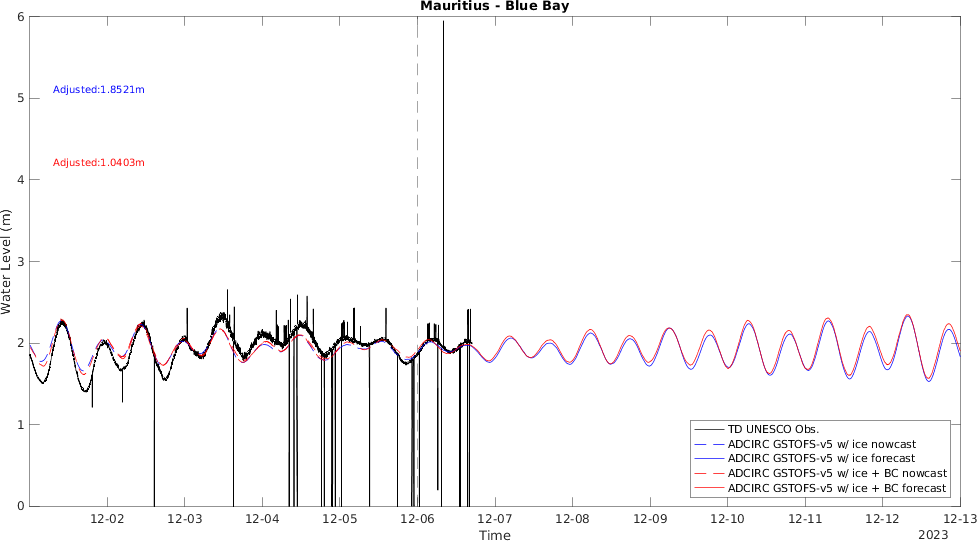 Mauritius - Blue Bay
6
5
4
3
2
1
0
Water Level (m)
Adjusted:1.8521m
Adjusted:1.0403m
TD UNESCO Obs.
ADCIRC GSTOFS-v5 w/ ice nowcast
ADCIRC GSTOFS-v5 w/ ice forecast
ADCIRC GSTOFS-v5 w/ ice + BC nowcast
ADCIRC GSTOFS-v5 w/ ice + BC forecast
12-02 12-03 12-04 12-05 12-06 12-07 12-08 12-09 12-10 12-11 12-12 12-13
Time
2023